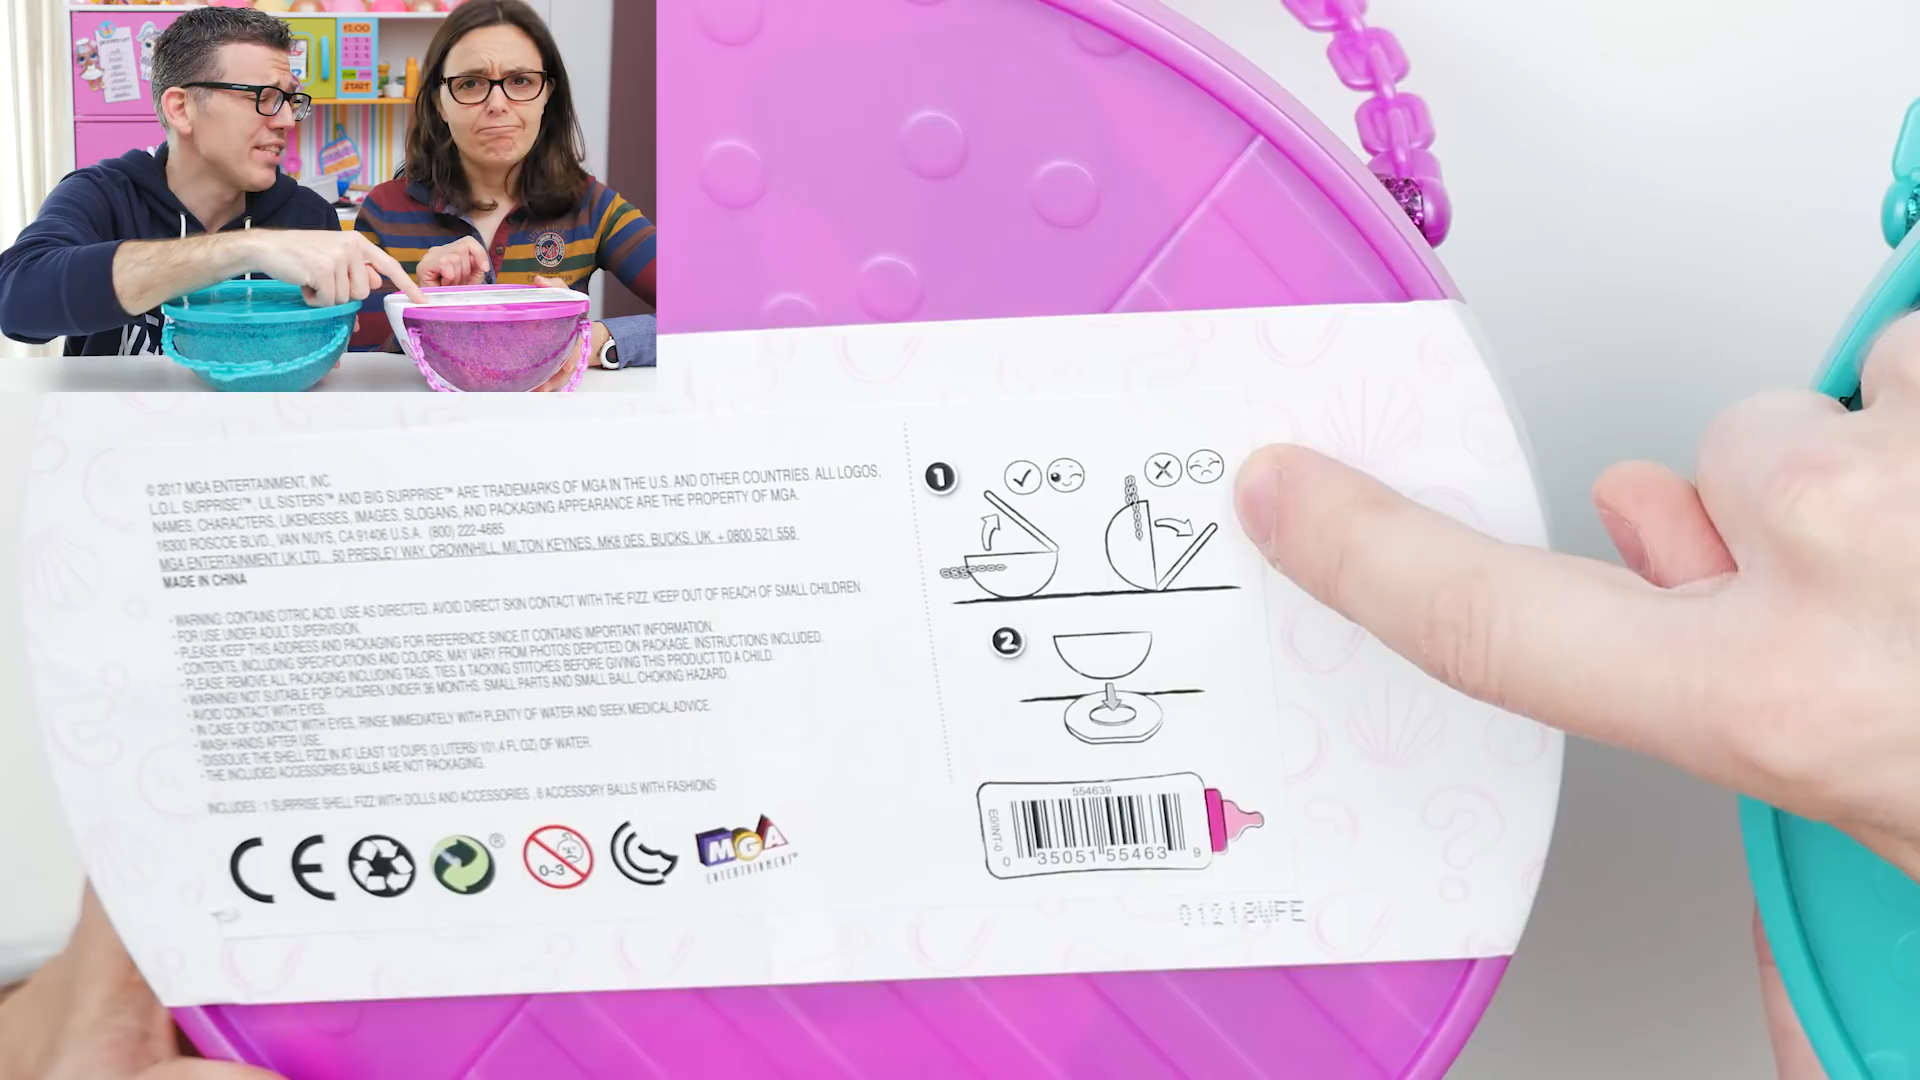 © 2017 MGA ENTERTAINMENT, INC.
L.O.L. SURPRISE!™, LIL SISTERS™ AND BIG SURPRISE™ ARE TRADEMARKS OF MGA IN THE U.S. AND OTHER COUNTRIES. ALL LOGOS,
NAMES, CHARACTERS, LIKENESSES, IMAGES, SLOGANS, AND PACKAGING APPEARANCE ARE THE PROPERTY OF MGA.
16300 ROSCOE BLVD., VAN NUYS, CA 91406 U.S.A. (800) 222-4685
MGA ENTERTAINMENT UK LTD., 50 PRESLEY WAY, CROWNHILL, MILTON KEYNES, MK8 0ES, BUCKS, UK, + 0800 521 558
MADE IN CHINA
• WARNING: CONTAINS CITRIC ACID. USE AS DIRECTED. AVOID DIRECT SKIN CONTACT WITH THE FIZZ. KEEP OUT OF REACH OF SMALL CHILDREN.
• FOR USE UNDER ADULT SUPERVISION.
• PLEASE KEEP THIS ADDRESS AND PACKAGING FOR REFERENCE SINCE IT CONTAINS IMPORTANT INFORMATION.
• CONTENTS, INCLUDING SPECIFICATIONS AND COLORS, MAY VARY FROM PHOTOS DEPICTED ON PACKAGE. INSTRUCTIONS INCLUDED.
• PLEASE REMOVE ALL PACKAGING INCLUDING TAGS, TIES & TACKING STITCHES BEFORE GIVING THIS PRODUCT TO A CHILD.
• WARNING! NOT SUITABLE FOR CHILDREN UNDER 36 MONTHS. SMALL PARTS AND SMALL BALL. CHOKING HAZARD.
• AVOID CONTACT WITH EYES.
• IN CASE OF CONTACT WITH EYES, RINSE IMMEDIATELY WITH PLENTY OF WATER AND SEEK MEDICAL ADVICE.
• WASH HANDS AFTER USE.
• DISSOLVE THE SHELL FIZZ IN AT LEAST 12 CUPS (3 LITERS/ 101.4 FL OZ) OF WATER.
• THE INCLUDED ACCESSORIES BALLS ARE NOT PACKAGING.
INCLUDES : 1 SURPRISE SHELL FIZZ WITH DOLLS AND ACCESSORIES , 6 ACCESSORY BALLS WITH FASHIONS
CE
®
0-3
MGA
ENTERTAINMENT
1
2
554639
E0/INT-0
0 35051 55463 9
01218WFE
START